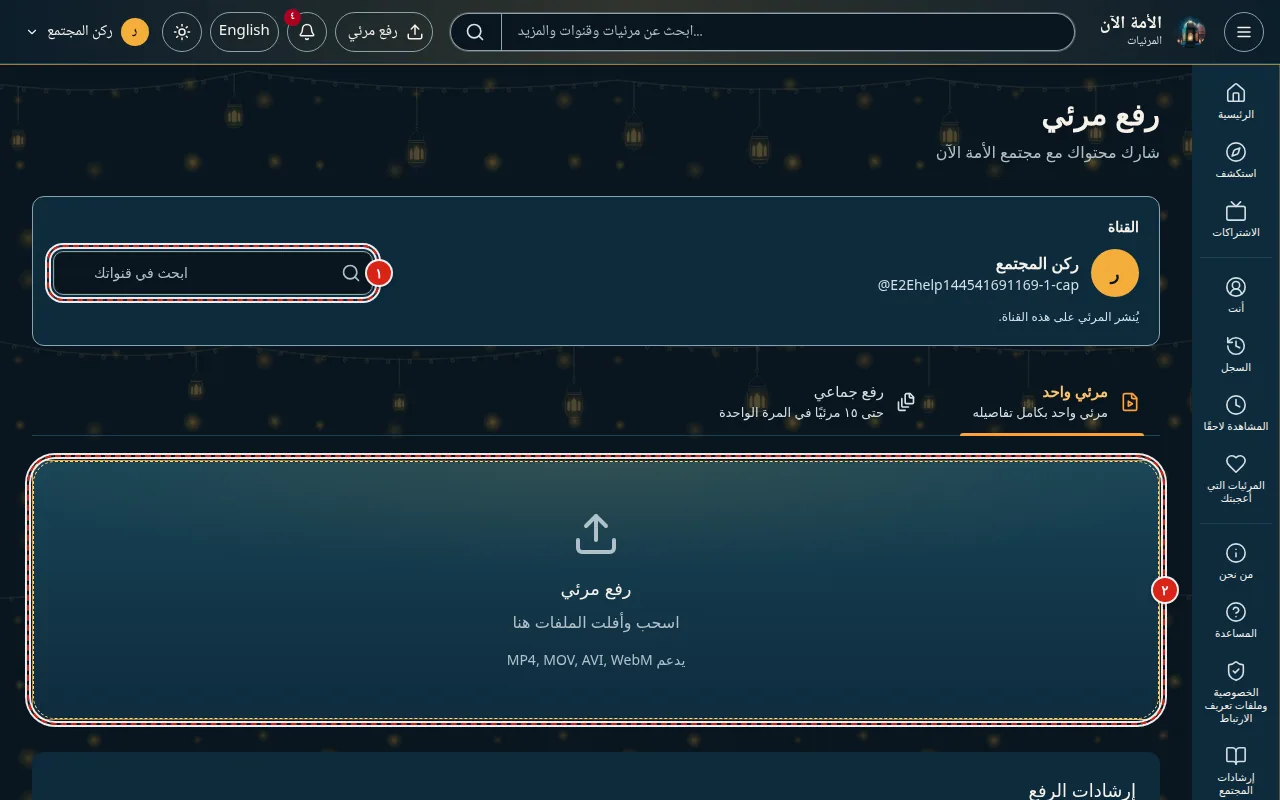 الأمة الآن
المرئيات
ابحث عن مرئيات وقنوات والمزيد...
رفع مرئي
٤
English
ر
ركن المجتمع
الرئيسية
استكشف
الاشتراكات
أنت
السجل
المشاهدة لاحقًا
المرئيات التي
أعجبتك
من نحن
المساعدة
الخصوصية
وملفات تعريف
الارتباط
إرشادات
المجتمع
رفع مرئي
شارك محتواك مع مجتمع الأمة الآن
القناة
ر
ركن المجتمع
@E2Ehelp144541691169-1-cap
يُنشر المرئي على هذه القناة.
١
ابحث في قنواتك
مرئي واحد
مرئي واحد بكامل تفاصيله
رفع جماعي
حتى ١٥ مرئيًا في المرة الواحدة
٢
رفع مرئي
اسحب وأفلت الملفات هنا
يدعم MP4, MOV, AVI, WebM
إرشادات الرفع